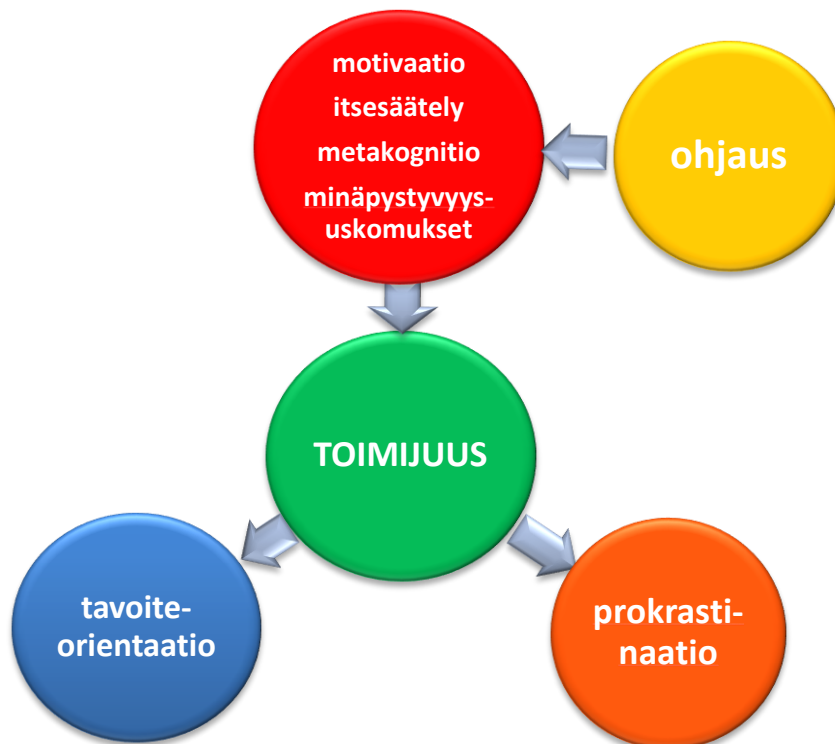 motivaatio
itsesäätely
metakognitio
minäpystyvyys-
uskomukset
ohjaus
TOIMIJUUS
tavoite-
orientaatio
prokrasti-
naatio